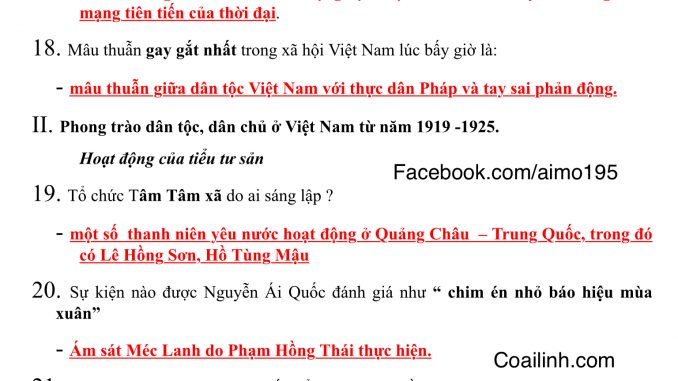 mạng tiên tiến của thời đại.
18. Mâu thuẫn gay gắt nhất trong xã hội Việt Nam lúc bấy giờ là:
- mâu thuẫn giữa dân tộc Việt Nam với thực dân Pháp và tay sai phản động.
II. Phong trào dân tộc, dân chủ ở Việt Nam từ năm 1919 -1925.
Hoạt động của tiểu tư sản
Facebook.com/aimo195
19. Tổ chức Tâm Tâm xã do ai sáng lập ?
- một số thanh niên yêu nước hoạt động ở Quảng Châu – Trung Quốc, trong đó
có Lê Hồng Sơn, Hồ Tùng Mậu
20. Sự kiện nào được Nguyễn Ái Quốc đánh giá như “ chim én nhỏ báo hiệu mùa
xuân”
- Ám sát Méc Lanh do Phạm Hồng Thái thực hiện.
Coailinh.com